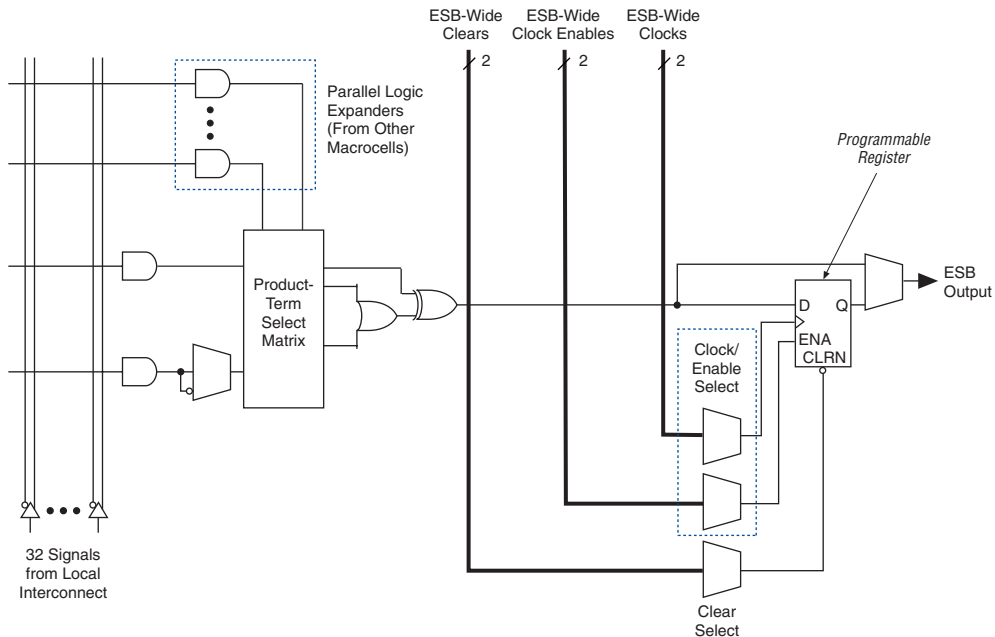 ESB-Wide
Clears
ESB-Wide
Clock Enables
ESB-Wide
Clocks
2
2
2
Parallel Logic
Expanders
(From Other
Macrocells)
Programmable
Register
Product-
Term
Select
Matrix
ESB
Output
D
Q
ENA
CLRN
Clock/
Enable
Select
32 Signals
from Local
Interconnect
Clear
Select